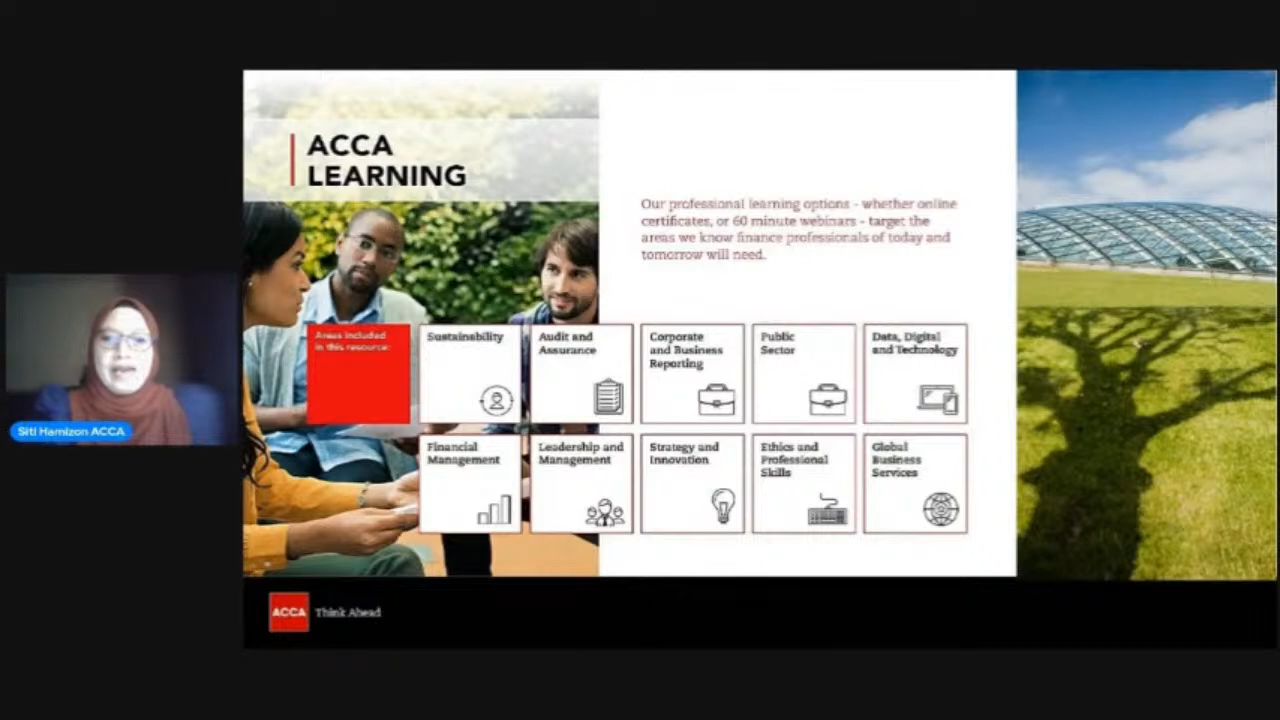 ACCA
LEARNING
Our professional learning options - whether online
certificates, or 60 minute webinars - target the
areas we know finance professionals of today and
tomorrow will need.
Areas included
in this resource:
Sustainability
Audit and
Assurance
Corporate
and Business
Reporting
Public
Sector
Data, Digital
and Technology
Financial
Management
Leadership and
Management
Strategy and
Innovation
Ethics and
Professional
Skills
Global
Business
Services
Siti Hamizon ACCA
ACCA Think Ahead